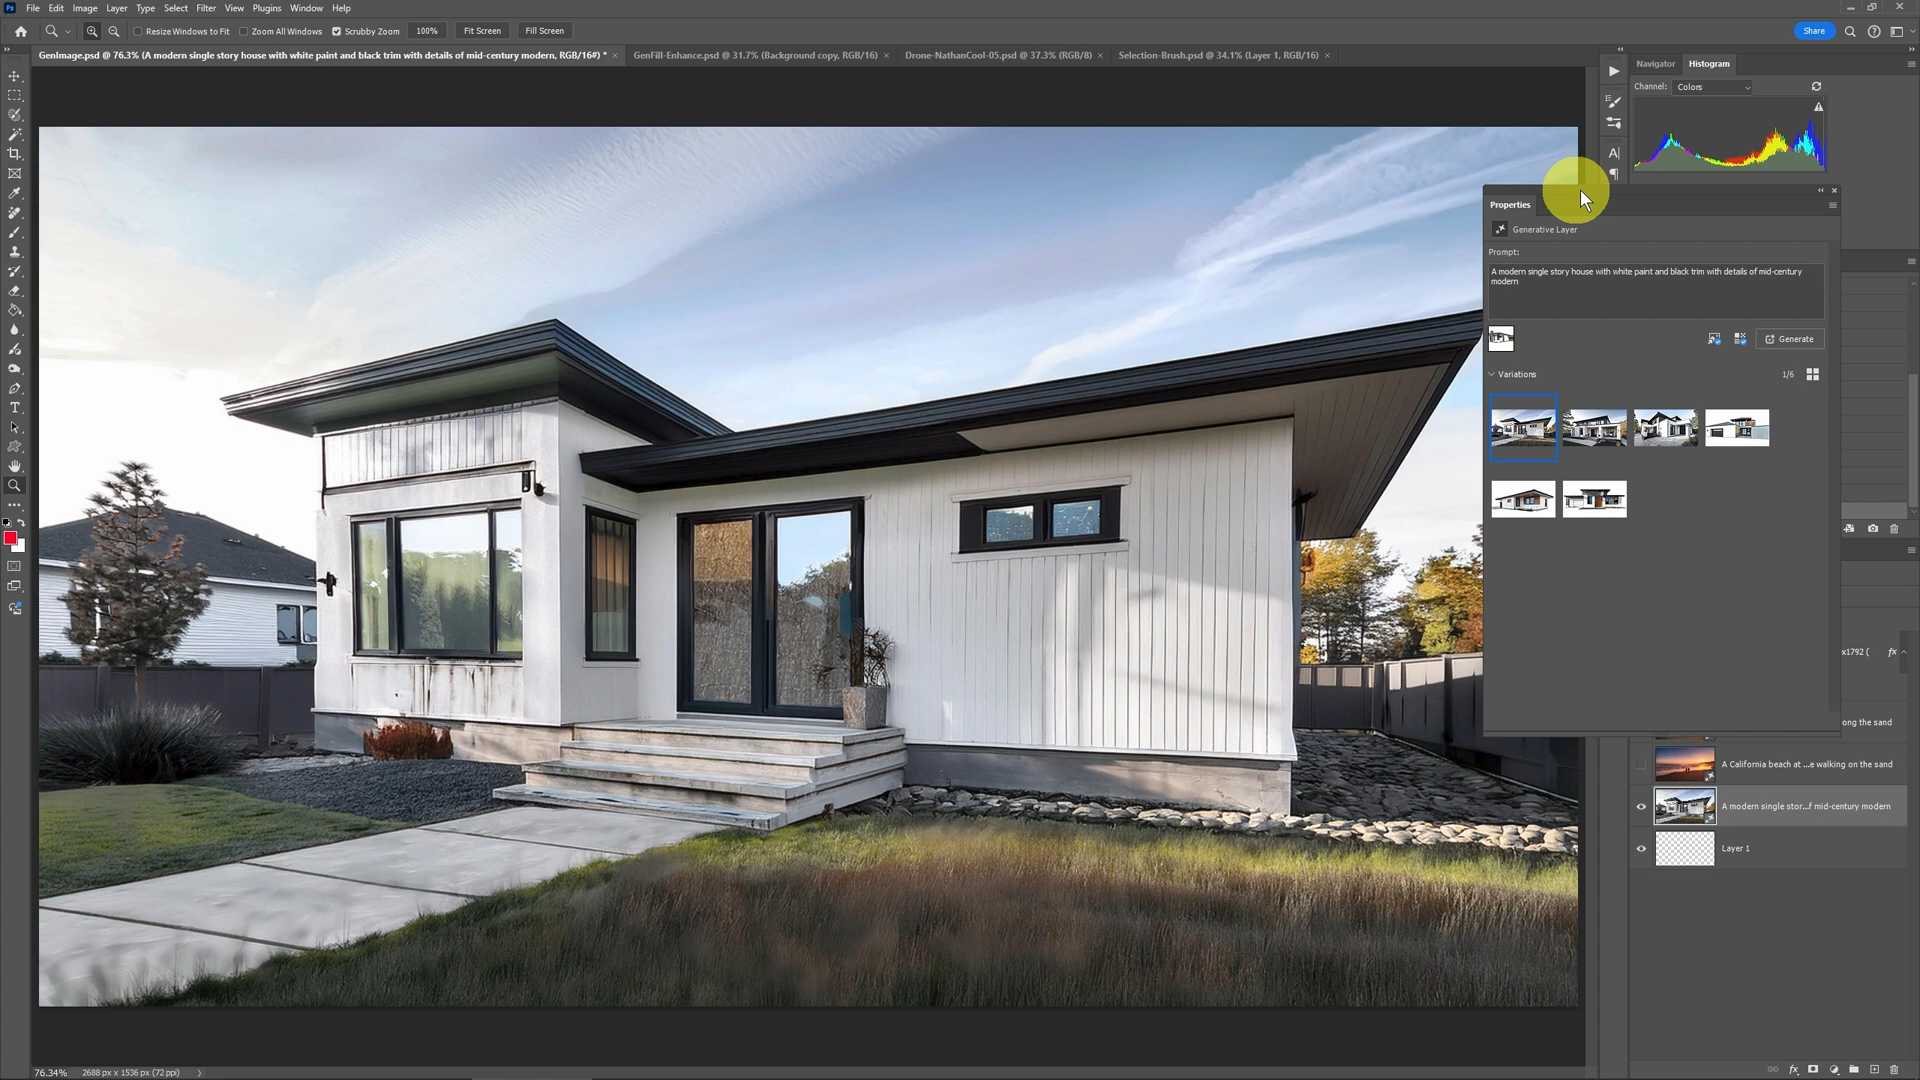 Ps File Edit Image Layer Type Select Filter View Plugins Window Help
Resize Windows to Fit Zoom All Windows Scrubby Zoom 100% Fit Screen Fill Screen Share
GenImage.psd @ 76.3% (A modern single story house with white paint and black trim with details of mid-century modern, RGB/16#) * × GenFill-Enhance.psd @ 31.7% (Background copy, RGB/16) × Drone-NathanCool-05.psd @ 37.3% (RGB/8) × Selection-Brush.psd @ 34.1% (Layer 1, RGB/16) ×
Navigator Histogram
Channel: Colors
Properties
Generative Layer
Prompt:
A modern single story house with white paint and black trim with details of mid-century
modern
Generate
Variations 1/6
x1792 ( fx
ong the sand
A California beach at ...e walking on the sand
A modern single stor...f mid-century modern
Layer 1
76.34% 2688 px x 1536 px (72 ppi)
fx